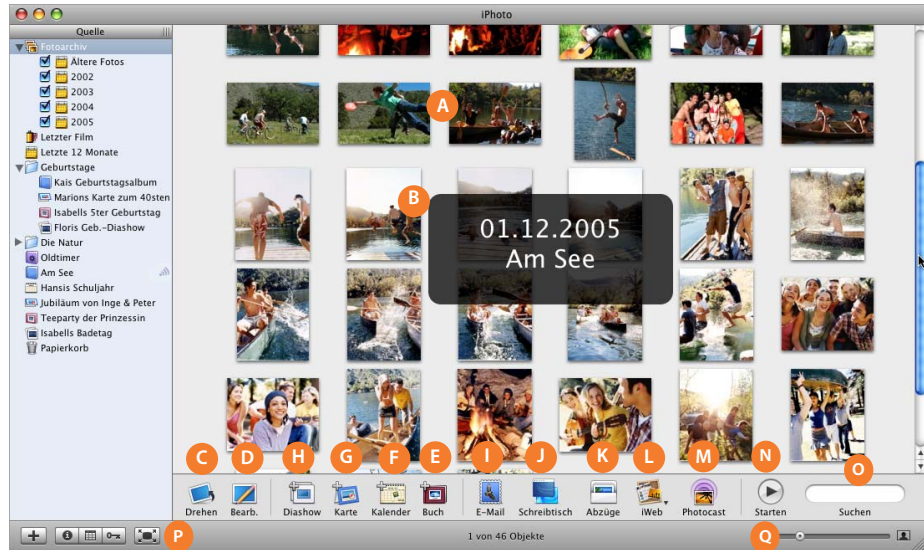 iPhoto
Quelle
Fotoarchiv
Ältere Fotos
2002
2003
2004
2005
Letzter Film
Letzte 12 Monate
Geburtstage
Kais Geburtstagsalbum
Marions Karte zum 40sten
Isabells 5ter Geburtstag
Floris Geb.-Diashow
Die Natur
Oldtimer
Am See
Hansis Schuljahr
Jubiläum von Inge & Peter
Teeparty der Prinzessin
Isabells Badetag
Papierkorb
A
B
01.12.2005
Am See
C D H G F E I J K L M N O
Drehen Bearb. Diashow Karte Kalender Buch E-Mail Schreibtisch Abzüge iWeb Photocast Starten Suchen
P
1 von 46 Objekte
Q